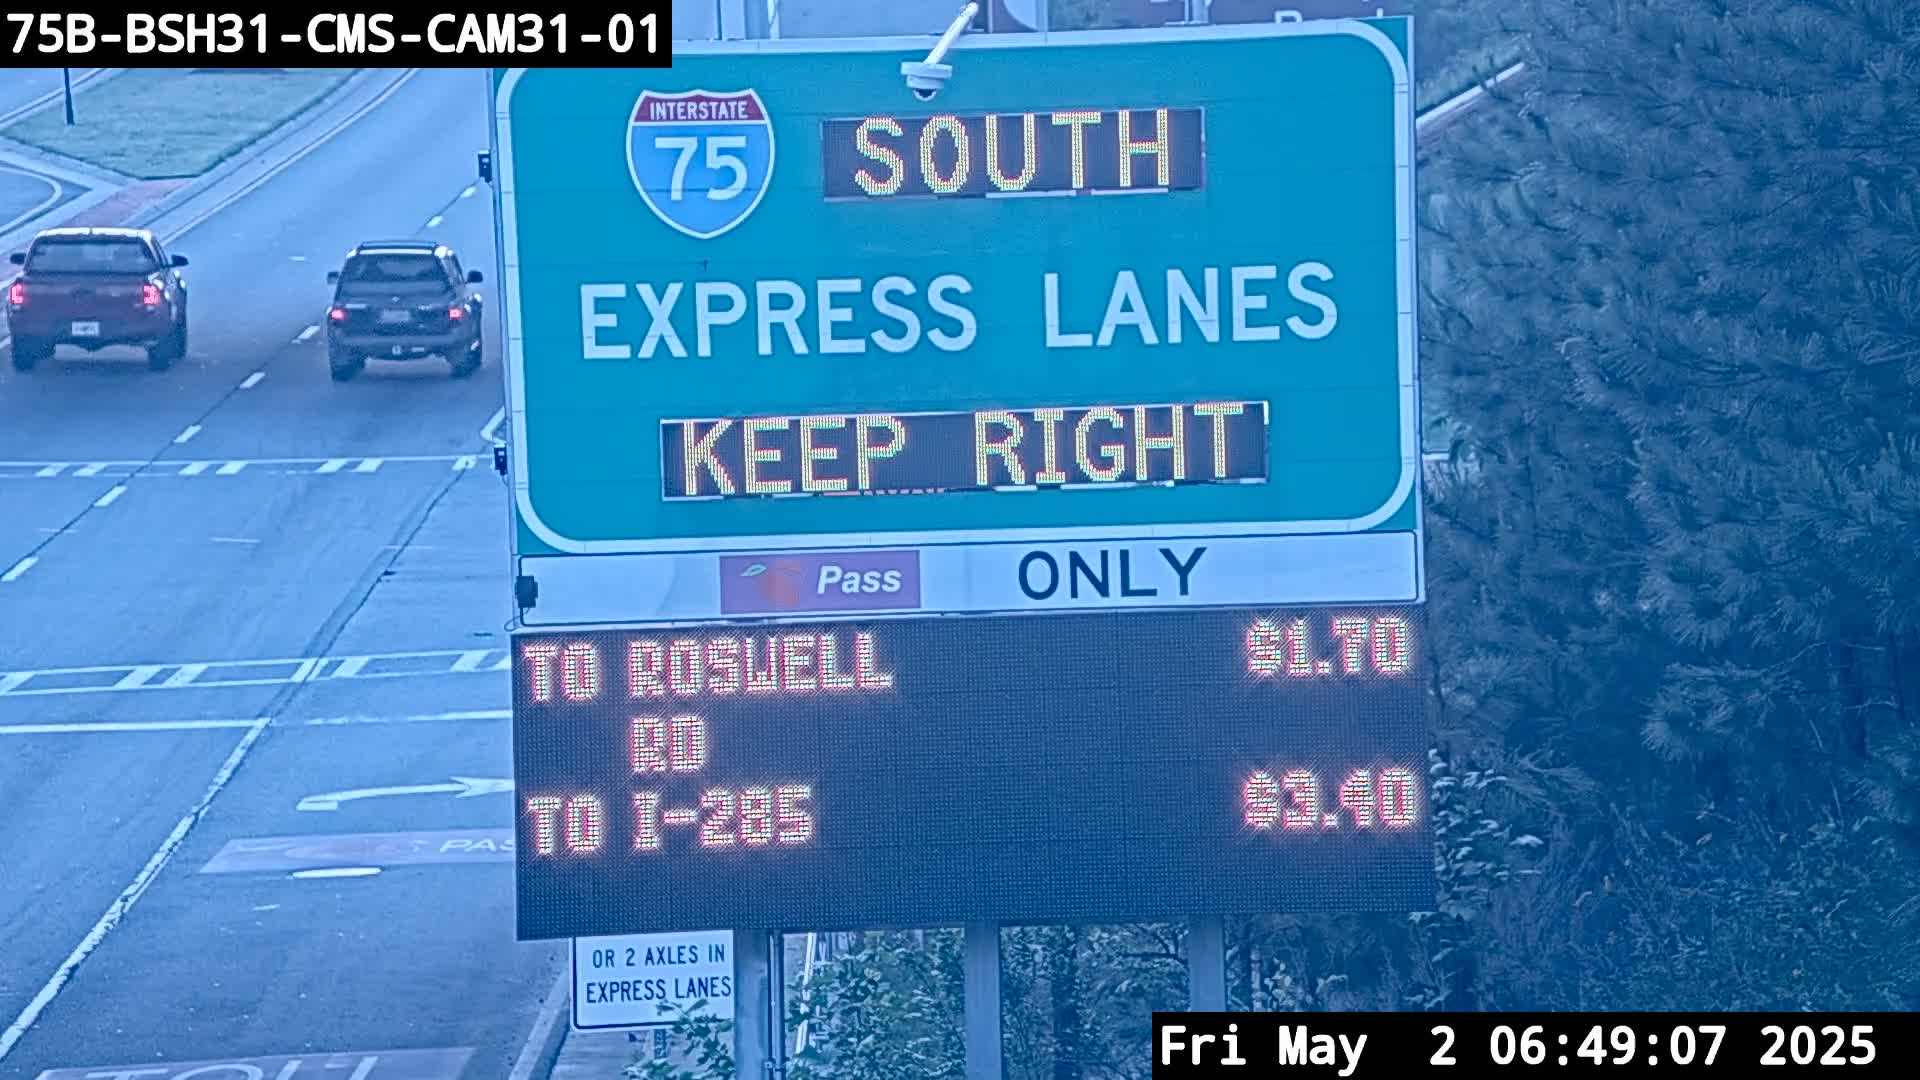 75B-BSH31-CMS-CAM31-01
INTERSTATE
75
SOUTH
EXPRESS LANES
KEEP RIGHT
Pass ONLY
TO ROSWELL $1.70
RD
TO I-285 $3.40
OR 2 AXLES IN
EXPRESS LANES
TOLL
Fri May 2 06:49:07 2025